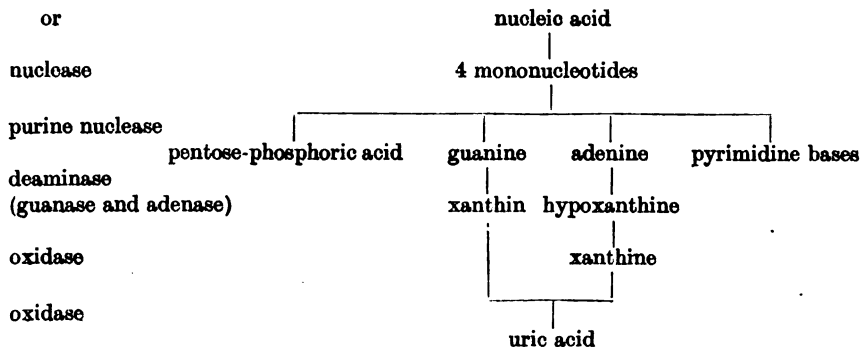 or nucleic acid
nuclease 4 mononucleotides
purine nuclease
pentose-phosphoric acid guanine adenine pyrimidine bases
deaminase
(guanase and adenase) xanthin hypoxanthine
oxidase xanthine
oxidase
uric acid